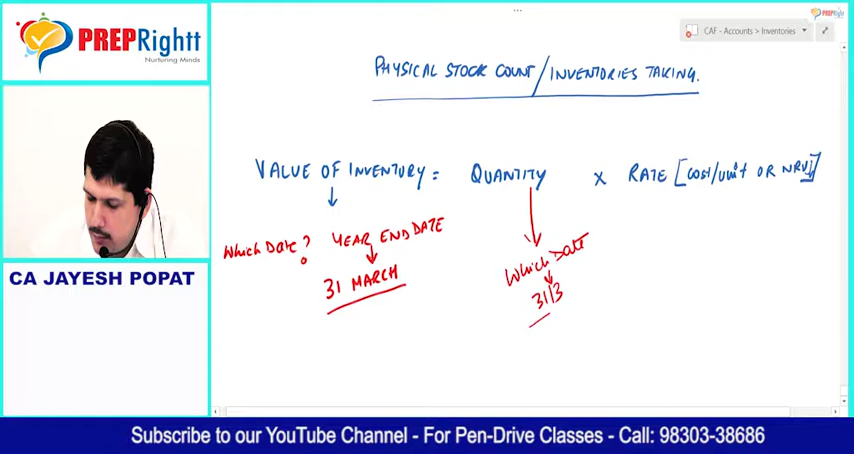 PREPRightt
Nurturing Minds
PREPRightt
CAF - Accounts > Inventories
PHYSICAL STOCK COUNT/INVENTORIES TAKING.
VALUE OF INVENTORY = QUANTITY X RATE [COST/unit OR NRV]
Which Date? YEAR END DATE
31 MARCH
Which Date
31/3
CA JAYESH POPAT
Subscribe to our YouTube Channel - For Pen-Drive Classes - Call: 98303-38686